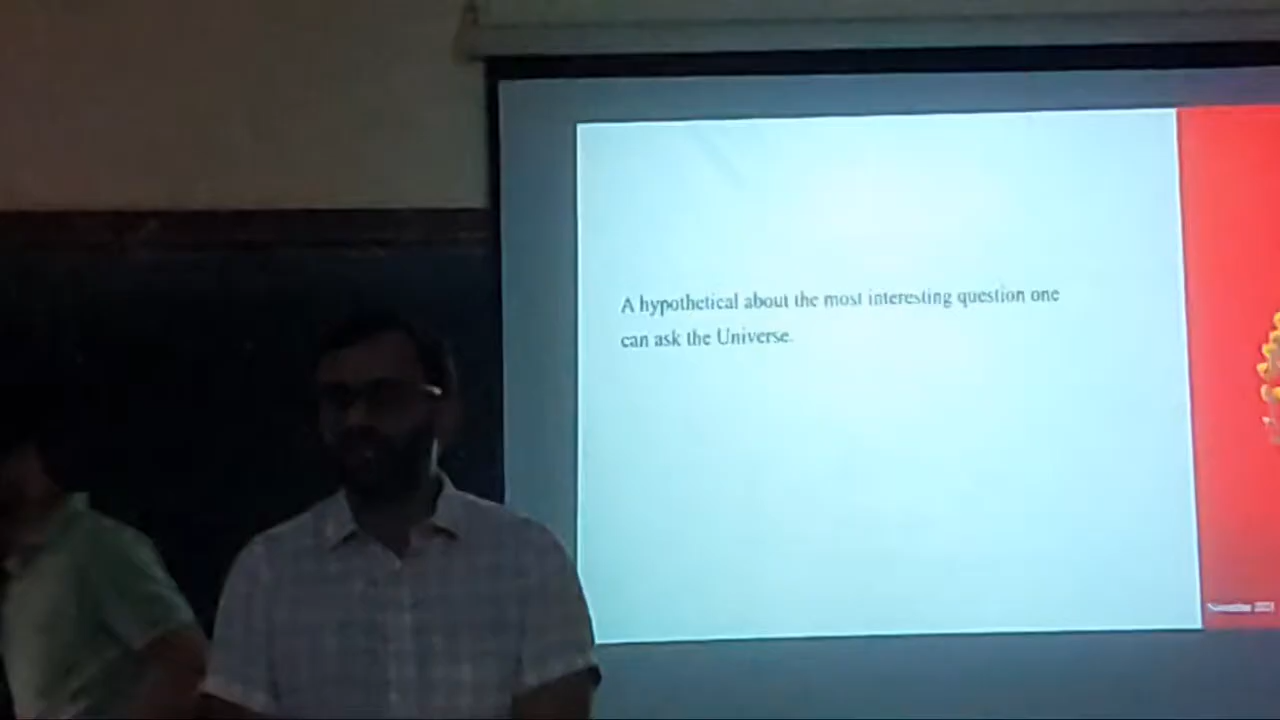 A hypothetical about the most interesting question one
can ask the Universe.